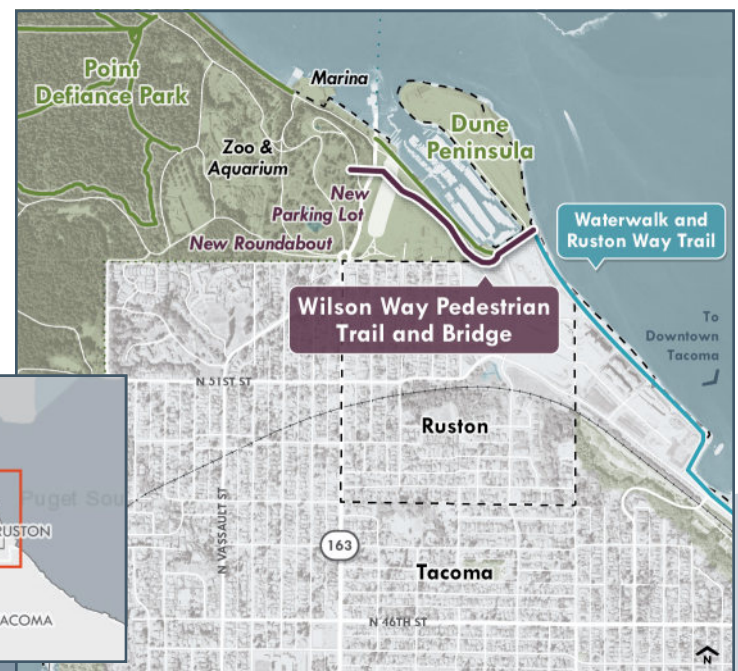 Point
Defiance Park
Marina
Zoo &
Aquarium
Dune
Peninsula
New
Parking Lot
New Roundabout
Waterwalk and
Ruston Way Trail
Wilson Way Pedestrian
Trail and Bridge
To
Downtown
Tacoma
N 51ST ST
Ruston
N VASSAULT ST
163
Tacoma
N 46TH ST
N
Puget Sou
RUSTON
ACOMA